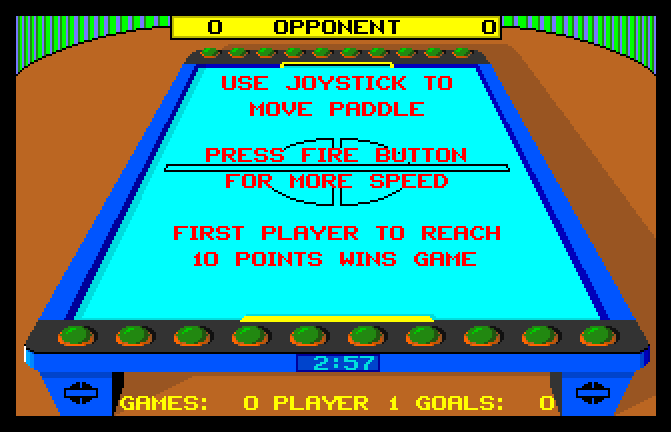 0 OPPONENT 0
USE JOYSTICK TO
MOVE PADDLE
PRESS FIRE BUTTON
FOR MORE SPEED
FIRST PLAYER TO REACH
10 POINTS WINS GAME
2:57
GAMES: 0 PLAYER 1 GOALS: 0